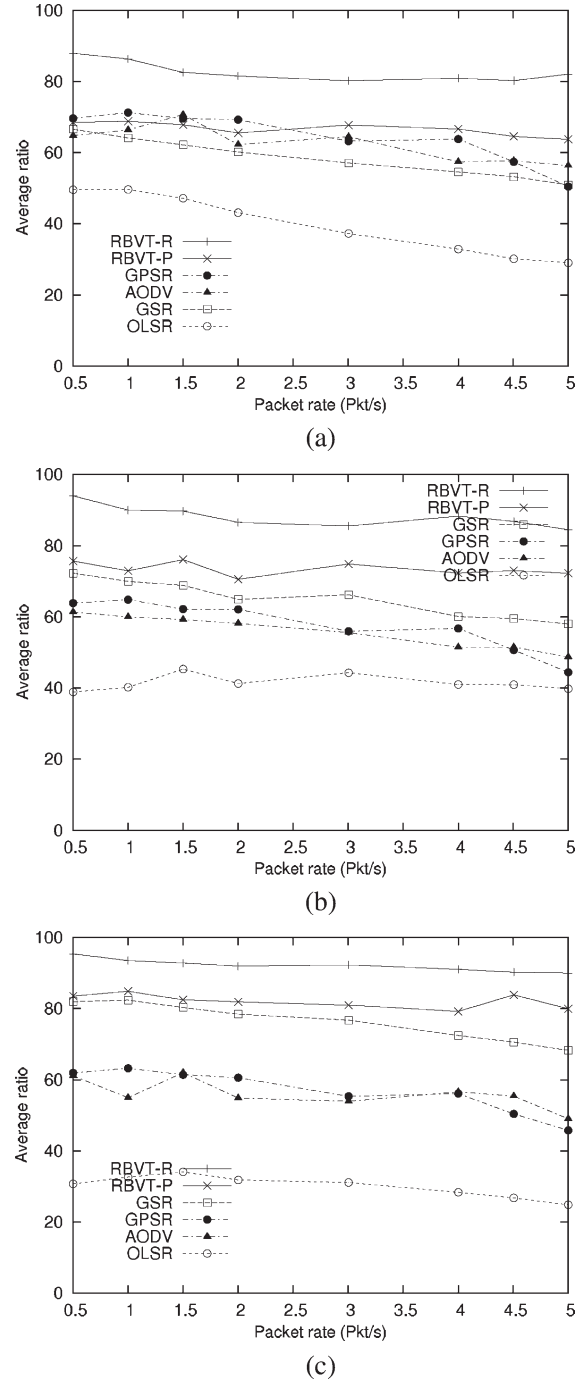 100
80
60
40
20
0
Average ratio
RBVT-R
RBVT-P
GPSR
AODV
GSR
OLSR
0.5 1 1.5 2 2.5 3 3.5 4 4.5 5
Packet rate (Pkt/s)
(a)
100
80
60
40
20
0
Average ratio
RBVT-R
RBVT-P
GSR
GPSR
AODV
OLSR
0.5 1 1.5 2 2.5 3 3.5 4 4.5 5
Packet rate (Pkt/s)
(b)
100
80
60
40
20
0
Average ratio
RBVT-R
RBVT-P
GSR
GPSR
AODV
OLSR
0.5 1 1.5 2 2.5 3 3.5 4 4.5 5
Packet rate (Pkt/s)
(c)